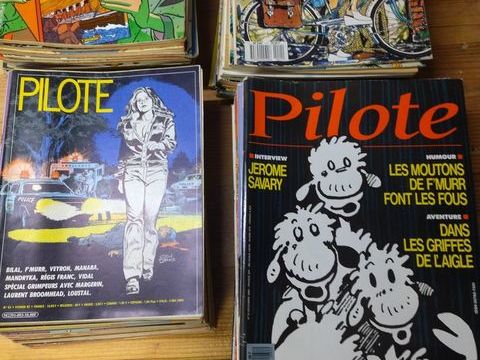 PILOTE
POLICE
BILAL, F'MURR, VEYRON, MANARA,
MANDRYKA, RÉGIS FRANC, VIDAL
SPÉCIAL GRIMPEURS AVEC MARGERIN,
LAURENT BROOMHEAD, LOUSTAL.
Pilote
INTERVIEW
JEROME
SAVARY
HUMOUR
LES MOUTONS
DE F'MURR
FONT LES FOUS
AVENTURE
DANS
LES GRIFFES
DE L'AIGLE